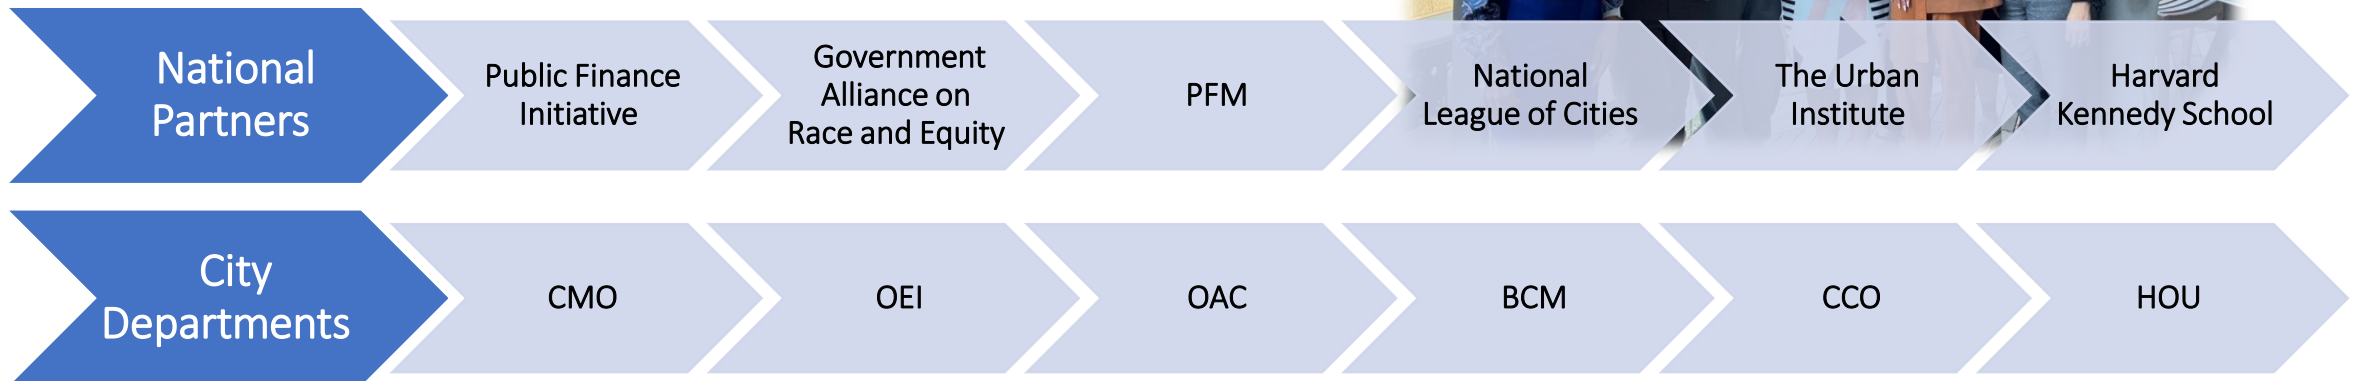 National
Partners
Public Finance
Initiative
Government
Alliance on
Race and Equity
PFM
National
League of Cities
The Urban
Institute
Harvard
Kennedy School
City
Departments
CMO
OEI
OAC
BCM
CCO
HOU